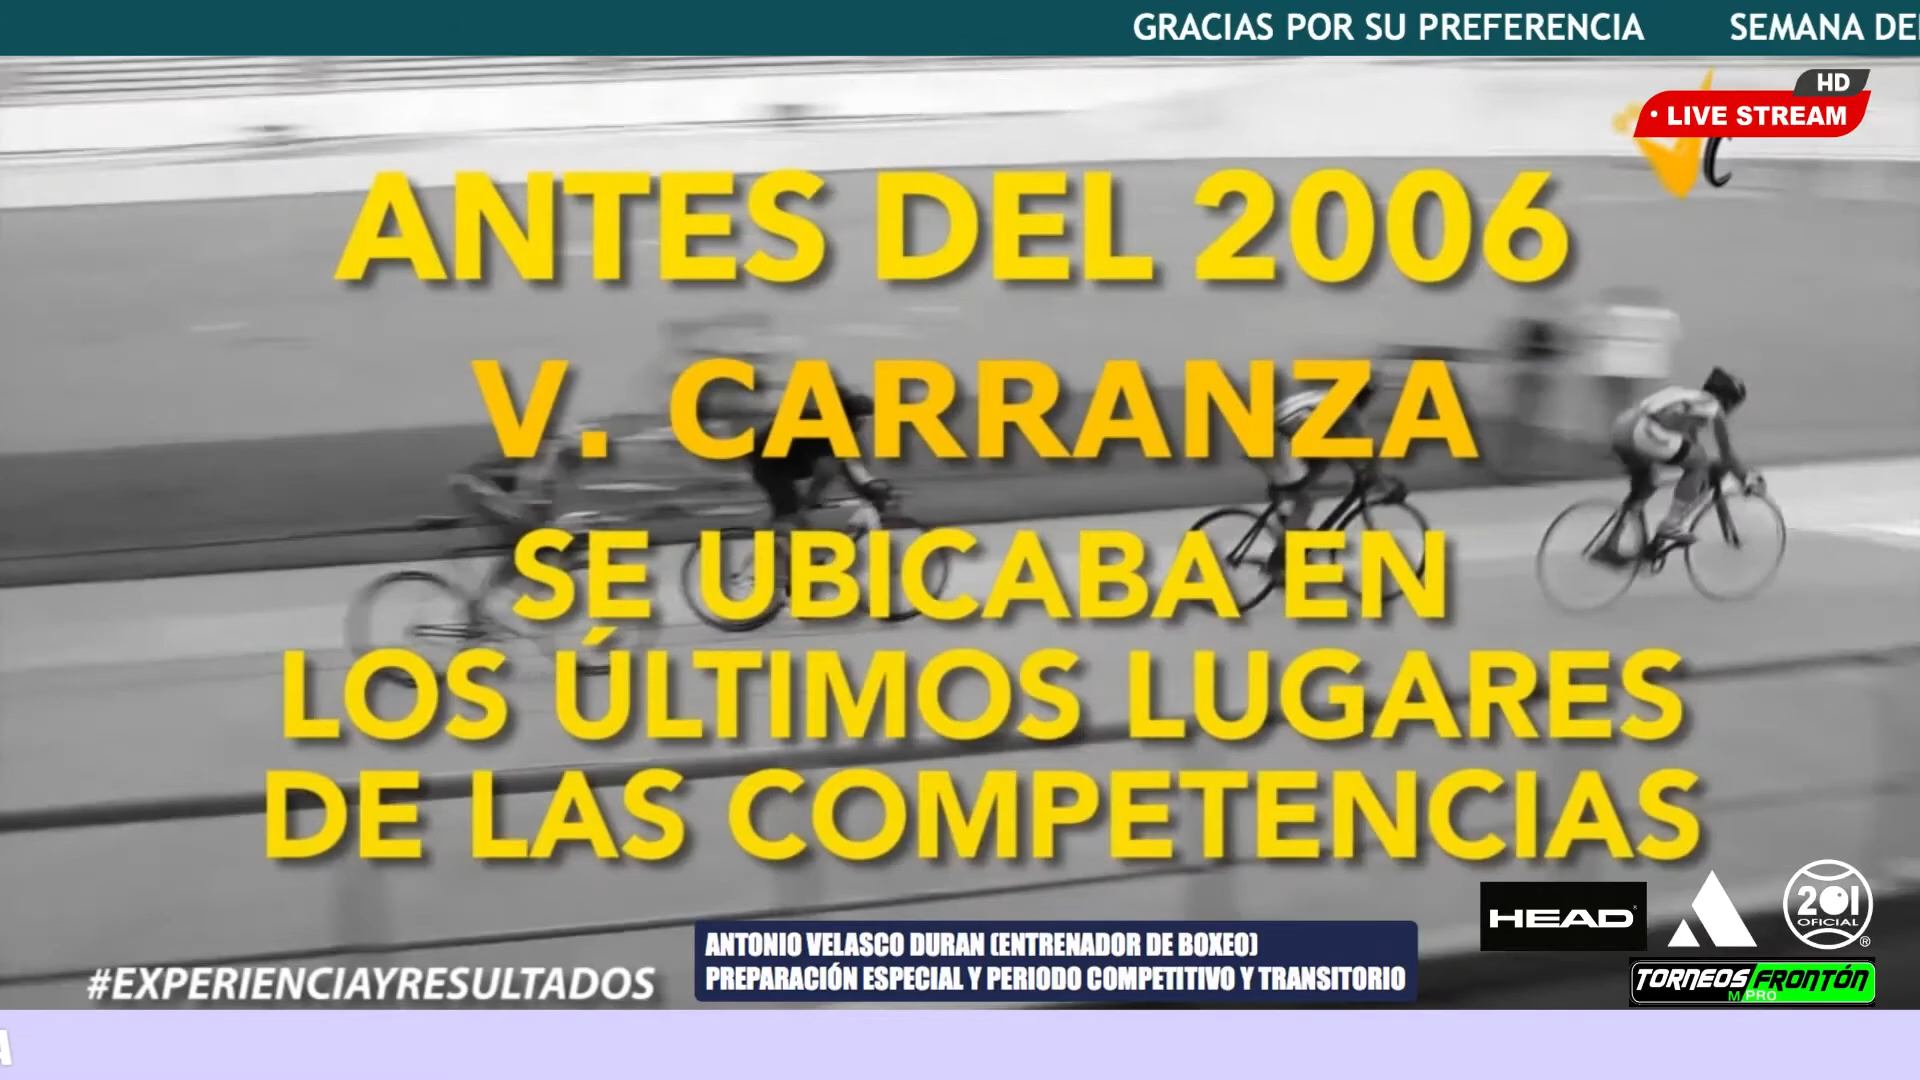 GRACIAS POR SU PREFERENCIA SEMANA DE
HD
• LIVE STREAM
C
ANTES DEL 2006
V. CARRANZA
SE UBICABA EN
LOS ÚLTIMOS LUGARES
DE LAS COMPETENCIAS
HEAD
201
OFICIAL
®
ANTONIO VELASCO DURAN (ENTRENADOR DE BOXEO)
PREPARACIÓN ESPECIAL Y PERIODO COMPETITIVO Y TRANSITORIO
#EXPERIENCIAYRESULTADOS
TORNEOS FRONTÓN
M PRO
A